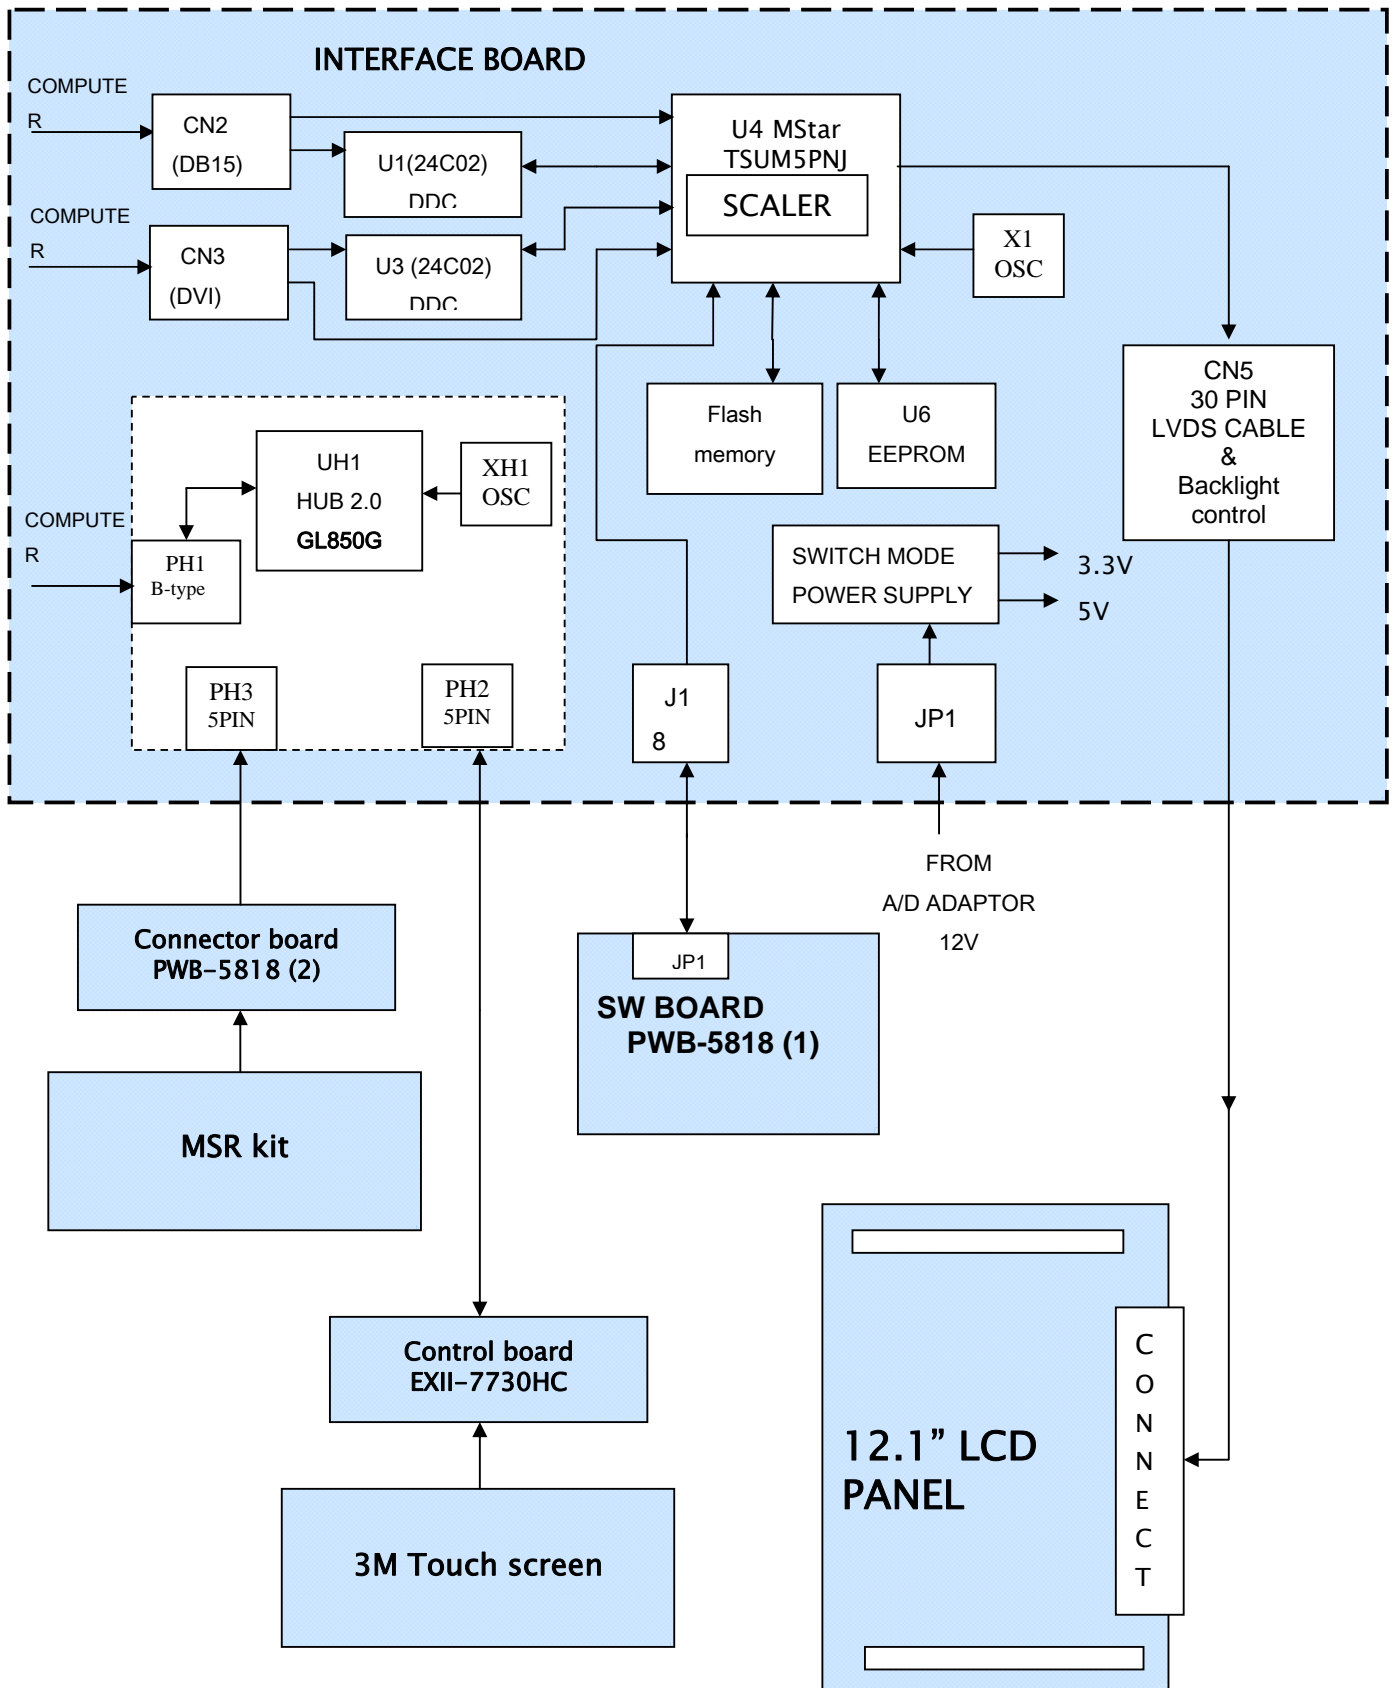 INTERFACE BOARD
COMPUTE
R
CN2
(DB15)
U1(24C02)
DDC
U4 MStar
TSUM5PNJ
SCALER
COMPUTE
R
CN3
(DVI)
U3 (24C02)
DDC
X1
OSC
Flash
memory
U6
EEPROM
CN5
30 PIN
LVDS CABLE
&
Backlight
control
UH1
HUB 2.0
GL850G
XH1
OSC
COMPUTE
R
PH1
B-type
SWITCH MODE
POWER SUPPLY
3.3V
5V
PH3
5PIN
PH2
5PIN
J1
8
JP1
FROM
A/D ADAPTOR
12V
Connector board
PWB-5818 (2)
JP1
SW BOARD
PWB-5818 (1)
MSR kit
Control board
EXII-7730HC
3M Touch screen
12.1” LCD
PANEL
C
O
N
N
E
C
T